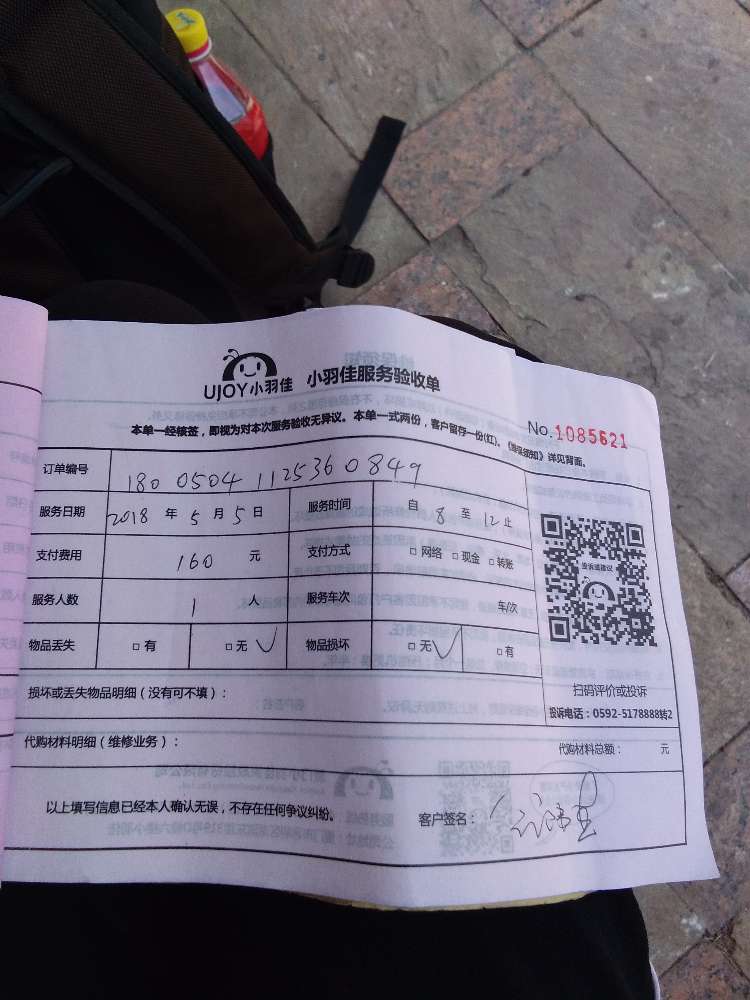 UJOY小羽佳 小羽佳服务验收单
No.1085621
本单一经核签，即视为对本次服务验收无异议。本单一式两份，客户留存一份(红)。《维保须知》详见背面。
订单编号 180 0504 1125360849
服务日期 2018 年 5 月 5 日 服务时间 自 8 至 12 止
支付费用 160 元 支付方式 □网络 □现金 □转账
服务人数 1 人 服务车次 车/次
物品丢失 □有 □无 ✓ 物品损坏 □无 ✓ □有
投诉或建议
扫码评价或投诉
投诉电话：0592-5178888转2
损坏或丢失物品明细（没有可不填）：
代购材料明细（维修业务）： 代购材料总额： 元
以上填写信息已经本人确认无误，不存在任何争议纠纷。 客户签名：